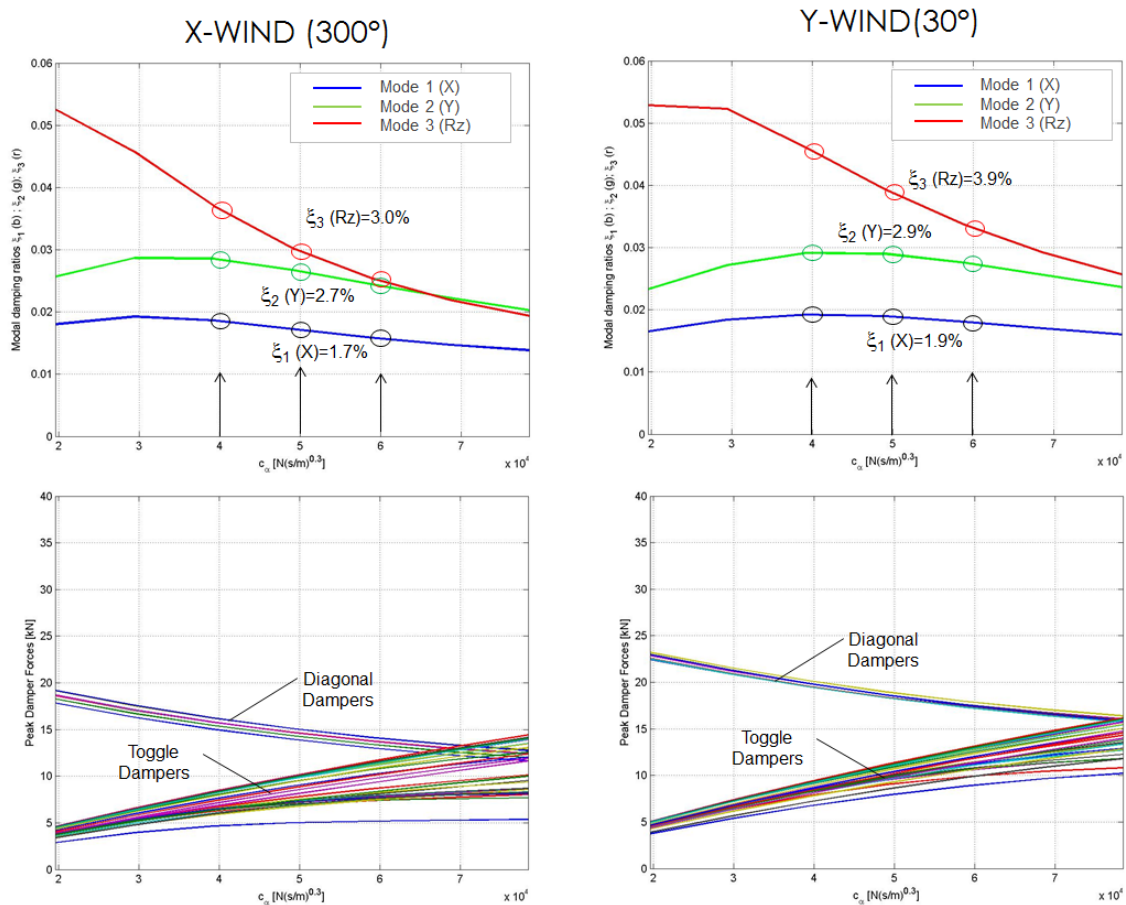 X-WIND (300°)
Modal damping ratios ξ₁ (b) ; ξ₂ (g); ξ₃ (r)
0.06
0.05
0.04
0.03
0.02
0.01
0
Mode 1 (X)
Mode 2 (Y)
Mode 3 (Rz)
ξ₃ (Rz)=3.0%
ξ₂ (Y)=2.7%
ξ₁ (X)=1.7%
2 3 4 5 6 7
c_α [N(s/m)^0.3]
x 10^4
Y-WIND(30°)
Modal damping ratios ξ₁ (b) ; ξ₂ (g); ξ₃ (r)
0.06
0.05
0.04
0.03
0.02
0.01
0
Mode 1 (X)
Mode 2 (Y)
Mode 3 (Rz)
ξ₃ (Rz)=3.9%
ξ₂ (Y)=2.9%
ξ₁ (X)=1.9%
2 3 4 5 6 7
c_α [N(s/m)^0.3]
x 10^4
Peak Damper Forces [kN]
40
35
30
25
20
15
10
5
0
Diagonal
Dampers
Toggle
Dampers
2 3 4 5 6 7
c_α [N(s/m)^0.3]
x 10^4
Peak Damper Forces [kN]
40
35
30
25
20
15
10
5
0
Diagonal
Dampers
Toggle
Dampers
2 3 4 5 6 7
c_α [N(s/m)^0.3]
x 10^4